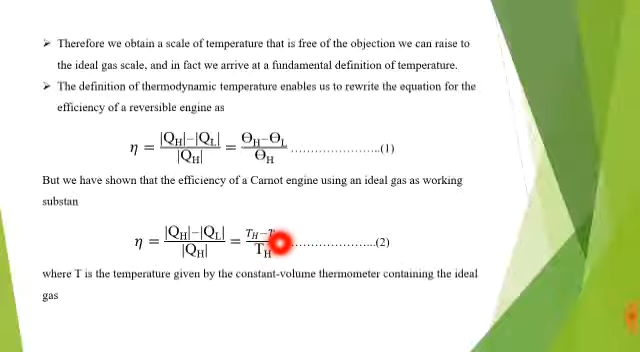 ➢ Therefore we obtain a scale of temperature that is free of the objection we can raise to
the ideal gas scale, and in fact we arrive at a fundamental definition of temperature.
➢ The definition of thermodynamic temperature enables us to rewrite the equation for the
efficiency of a reversible engine as
η = |QH|−|QL| / |QH| = ΘH−ΘL / ΘH …………………..(1)
But we have shown that the efficiency of a Carnot engine using an ideal gas as working
substan
η = |QH|−|QL| / |QH| = TH−T / TH …………………...(2)
where T is the temperature given by the constant-volume thermometer containing the ideal
gas